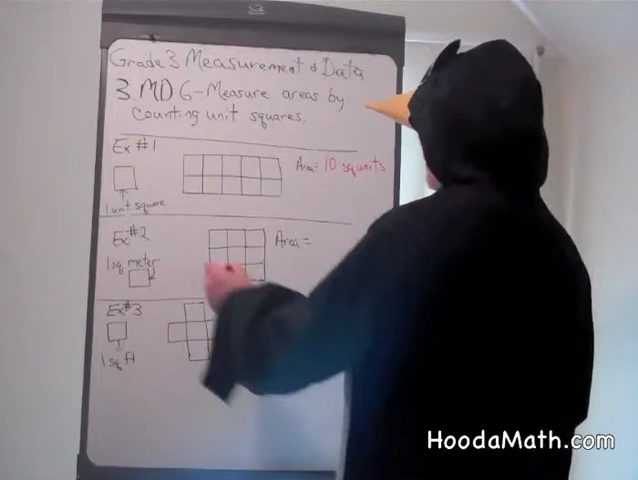 Grade 3 Measurement & Data
3.MD 6-Measure areas by
counting unit squares.
Ex #1
Area= 10 sq units
1 unit square
Ex #2
Area =
1 sq meter
Ex #3
1 sq ft
HoodaMath.com